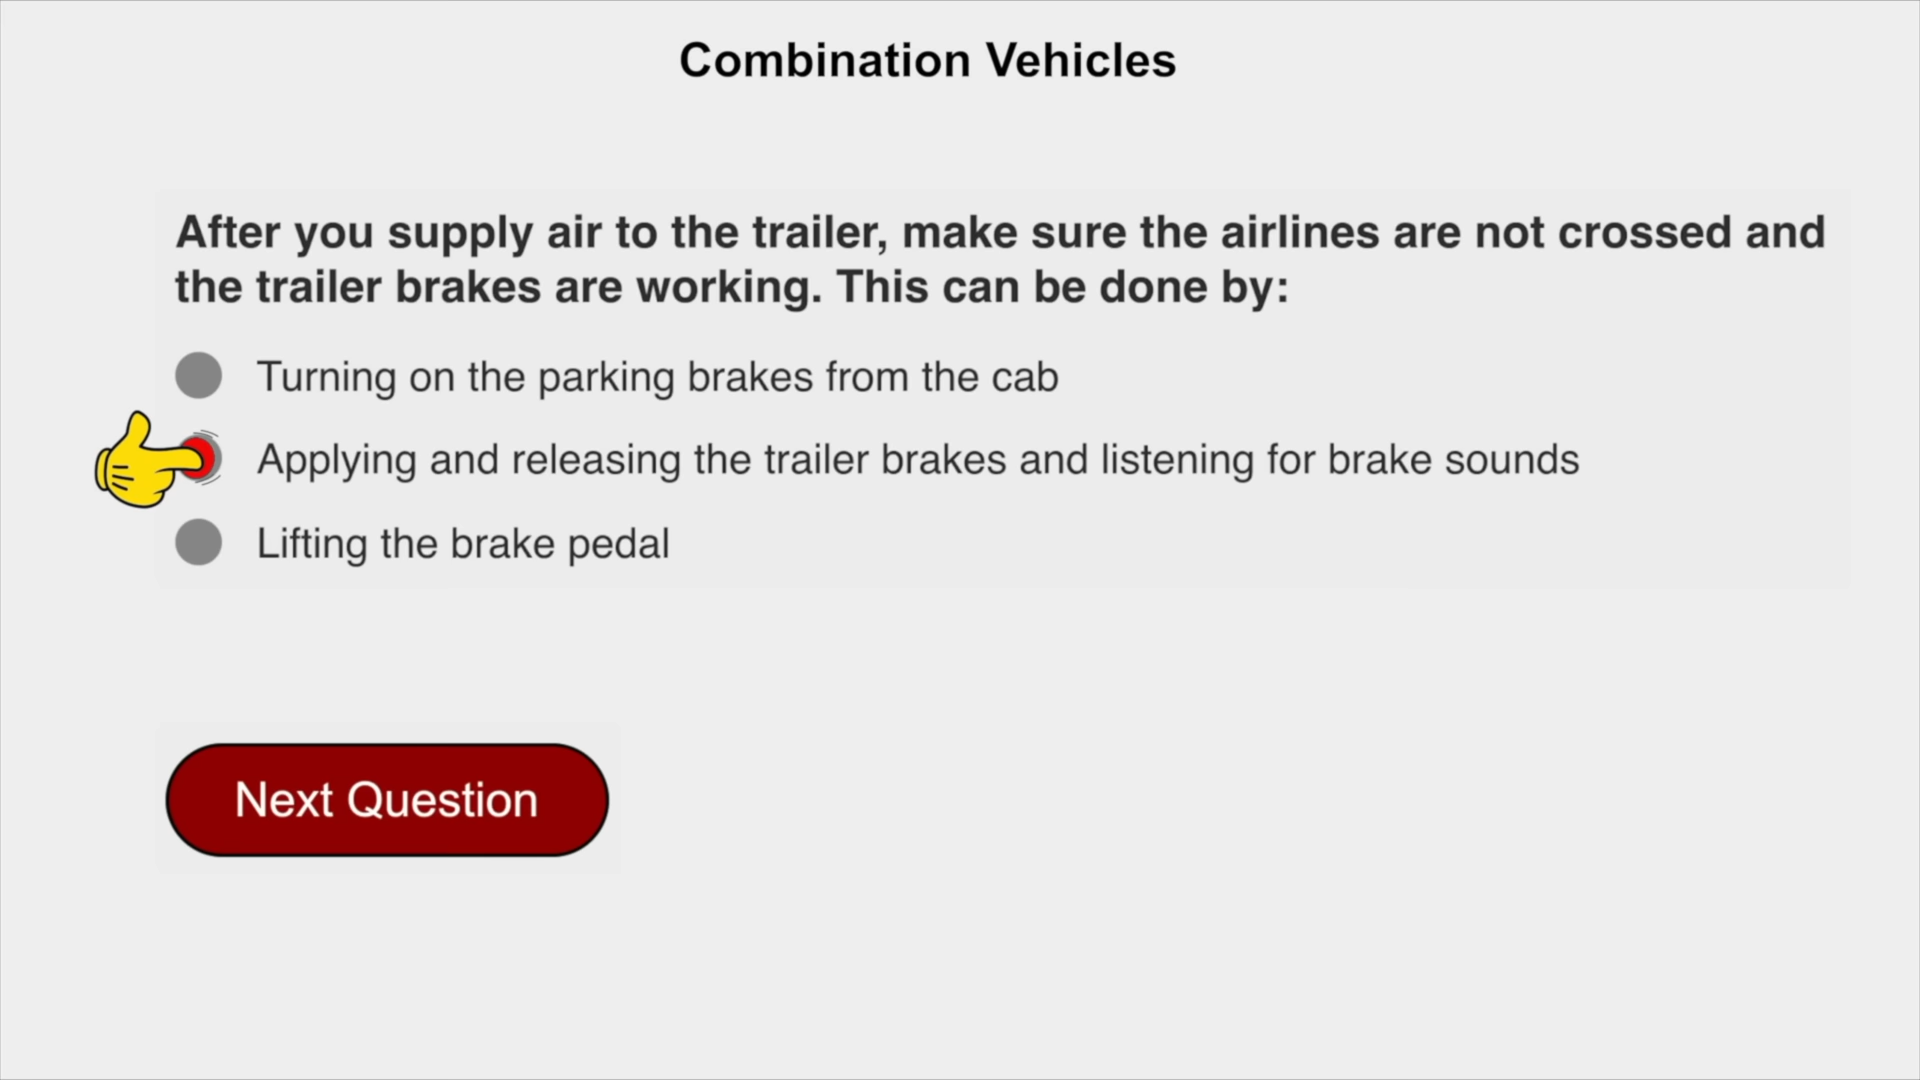 Combination Vehicles
After you supply air to the trailer, make sure the airlines are not crossed and
the trailer brakes are working. This can be done by:
Turning on the parking brakes from the cab
Applying and releasing the trailer brakes and listening for brake sounds
Lifting the brake pedal
Next Question